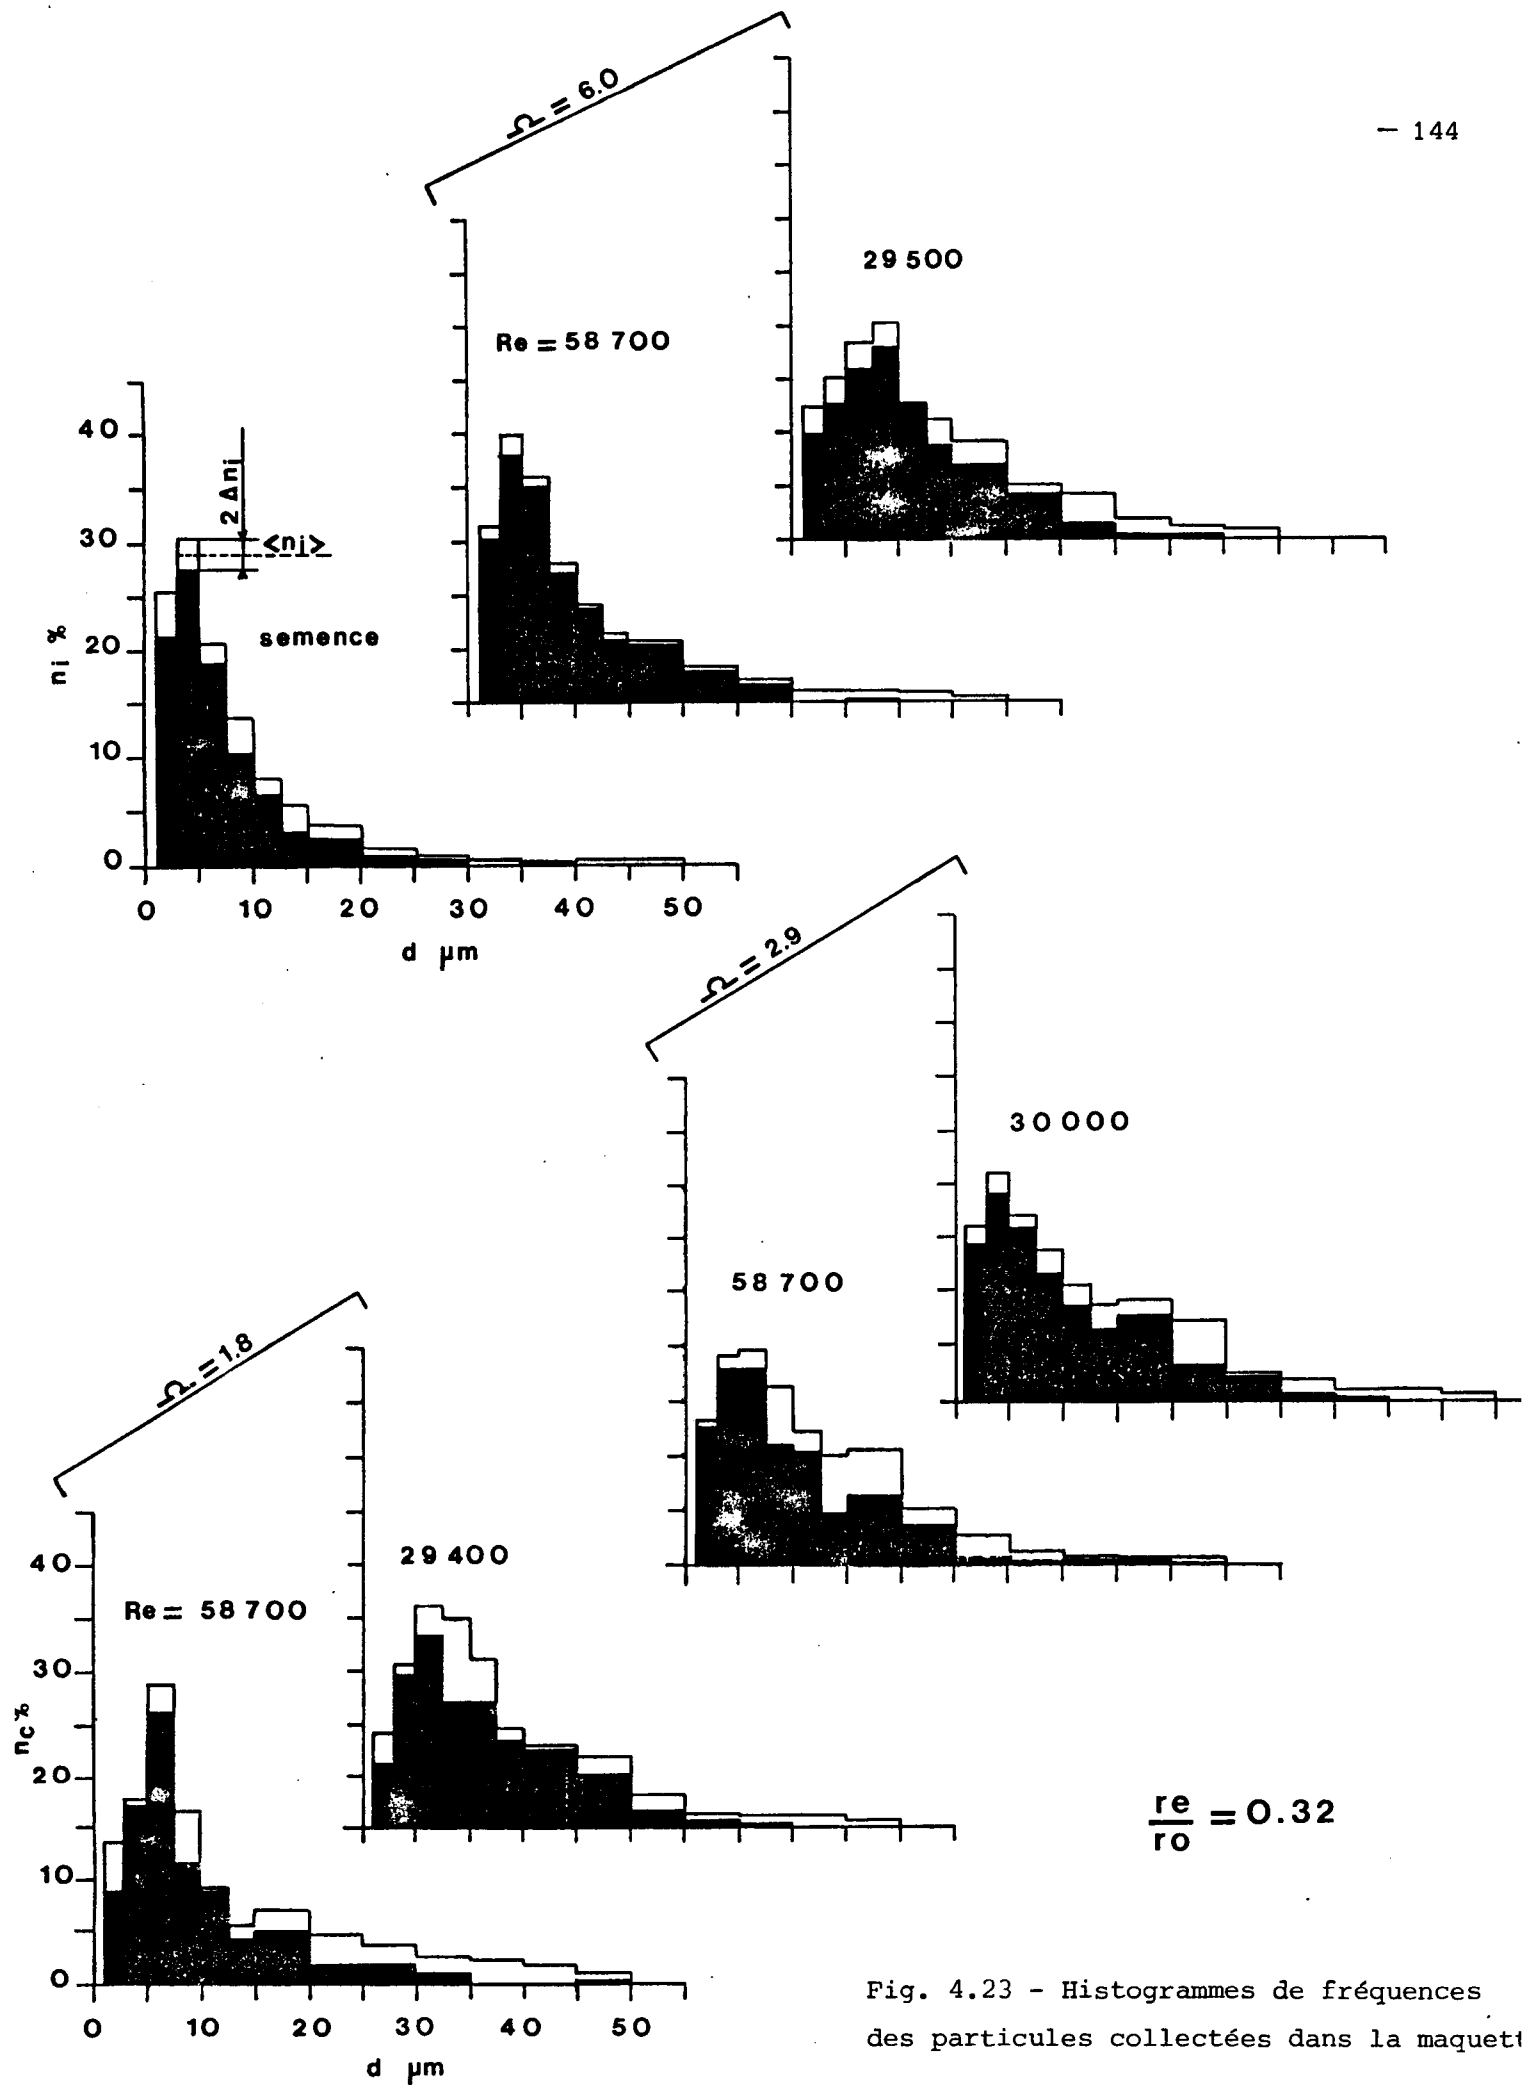 — 144
Ω = 6.0
29 500
Re = 58 700
40
30
20
10
0
ni %
2 Δni
<ni>
semence
0 10 20 30 40 50
d µm
Ω = 2.9
30 000
58 700
Ω = 1.8
29 400
Re = 58 700
40
30
20
10
0
nc %
0 10 20 30 40 50
d µm
re
ro = 0.32
Fig. 4.23 - Histogrammes de fréquences
des particules collectées dans la maquett